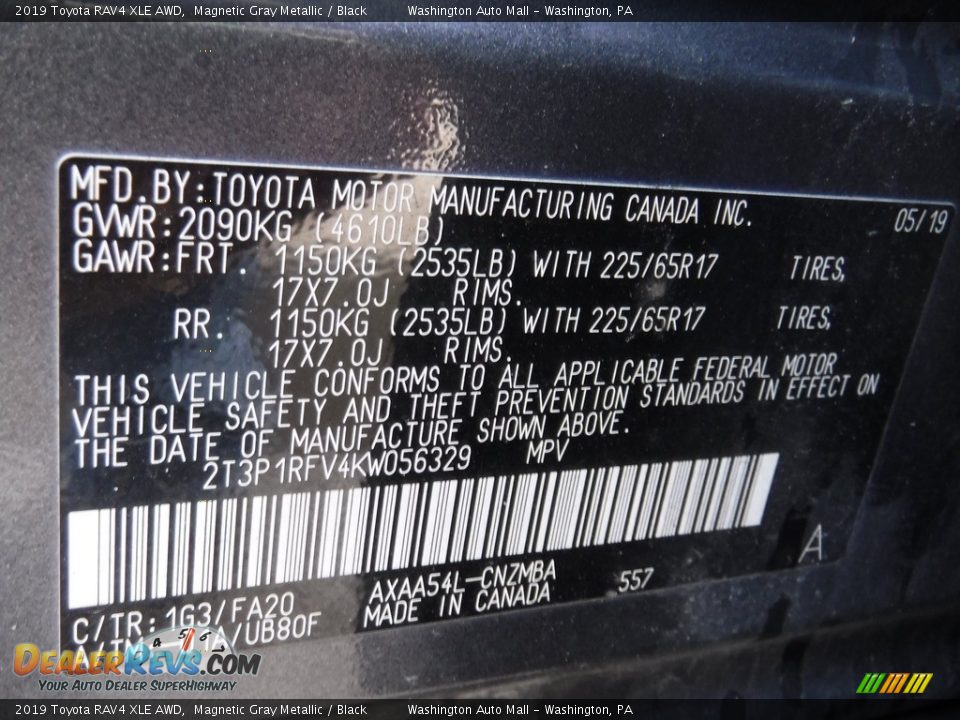 2019 Toyota RAV4 XLE AWD, Magnetic Gray Metallic / Black Washington Auto Mall - Washington, PA
MFD.BY:TOYOTA MOTOR MANUFACTURING CANADA INC. 05/19
GVWR:2090KG (4610LB)
GAWR:FRT. 1150KG (2535LB) WITH 225/65R17 TIRES,
17X7.0J RIMS.
RR. 1150KG (2535LB) WITH 225/65R17 TIRES,
17X7.0J RIMS.
THIS VEHICLE CONFORMS TO ALL APPLICABLE FEDERAL MOTOR
VEHICLE SAFETY AND THEFT PREVENTION STANDARDS IN EFFECT ON
THE DATE OF MANUFACTURE SHOWN ABOVE.
2T3P1RFV4KW056329 MPV
A
C/TR:1G3/FA20 AXAA54L-CNZMBA 557
/UB80F MADE IN CANADA
4 5 6
DealerRevs.com
Your Auto Dealer SuperHighway
2019 Toyota RAV4 XLE AWD, Magnetic Gray Metallic / Black Washington Auto Mall - Washington, PA